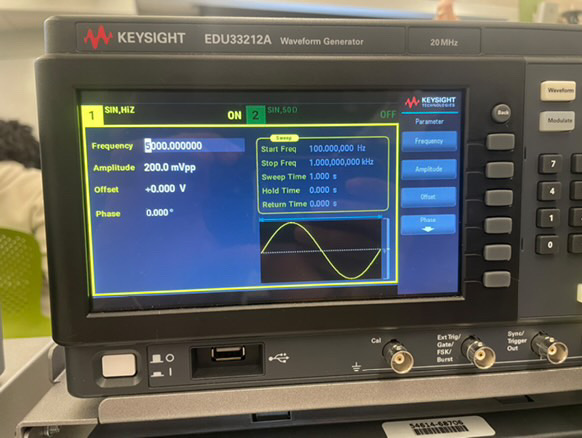 KEYSIGHT EDU33212A Waveform Generator 20 MHz
1 SIN,HiZ ON 2 SIN,50Ω OFF
KEYSIGHT
TECHNOLOGIES
Parameter
Frequency 5000.000000
Amplitude 200.0 mVpp
Offset +0.000 V
Phase 0.000 °
Sweep
Start Freq 100.000,000 Hz
Stop Freq 1.000,000,000 kHz
Sweep Time 1.000 s
Hold Time 0.000 s
Return Time 0.000 s
Frequency
Amplitude
Offset
Phase
Back
Waveform
Modulate
7
4
1
0
Cal
Ext Trig/
Gate/
FSK/
Burst
Sync/
Trigger
Out
54614-68706